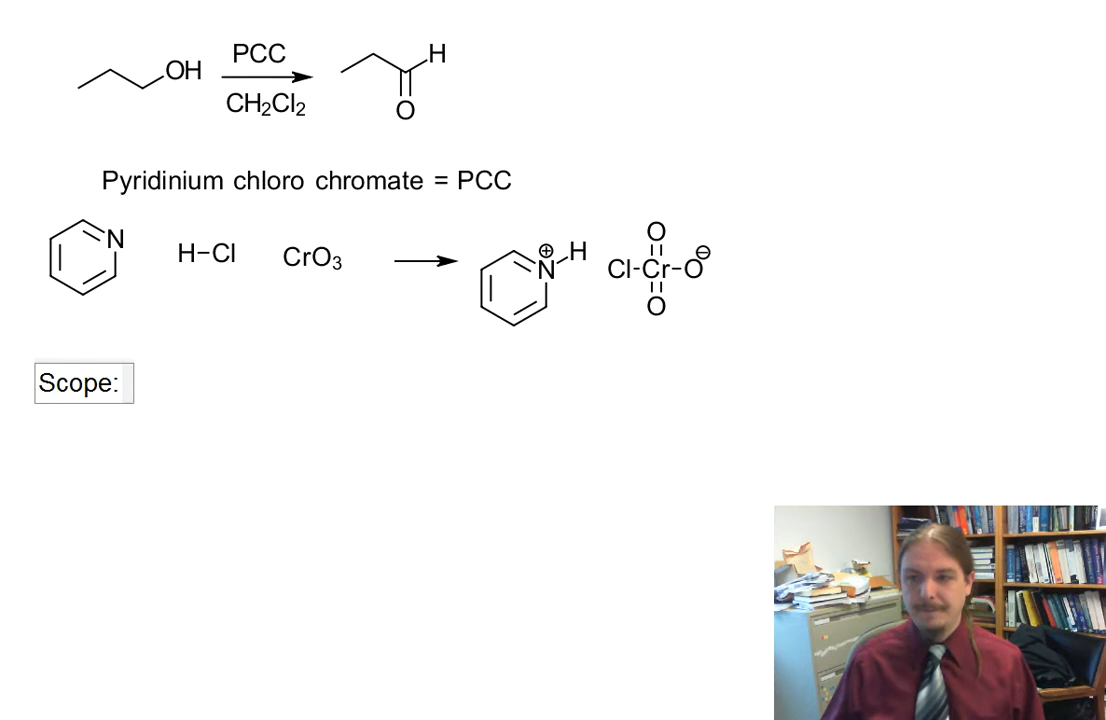 OH PCC H
CH₂Cl₂ O
Pyridinium chloro chromate = PCC
N H–Cl CrO₃ N⊕–H O
Cl-Cr-O⊖
O
Scope: